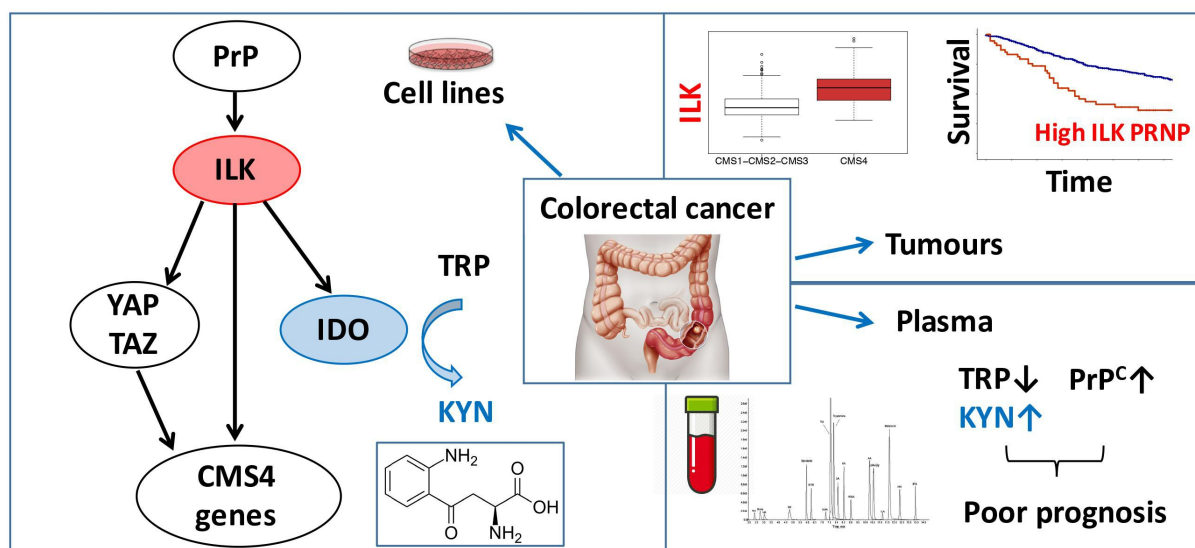 PrP
ILK
YAP
TAZ
IDO
CMS4
genes
Cell lines
TRP
KYN
NH₂
O
OH
O
NH₂
Colorectal cancer
ILK
CMS1-CMS2-CMS3
CMS4
Survival
High ILK PRNP
Time
Tumours
Plasma
TRP↓ PrPᶜ↑
KYN↑
Poor prognosis